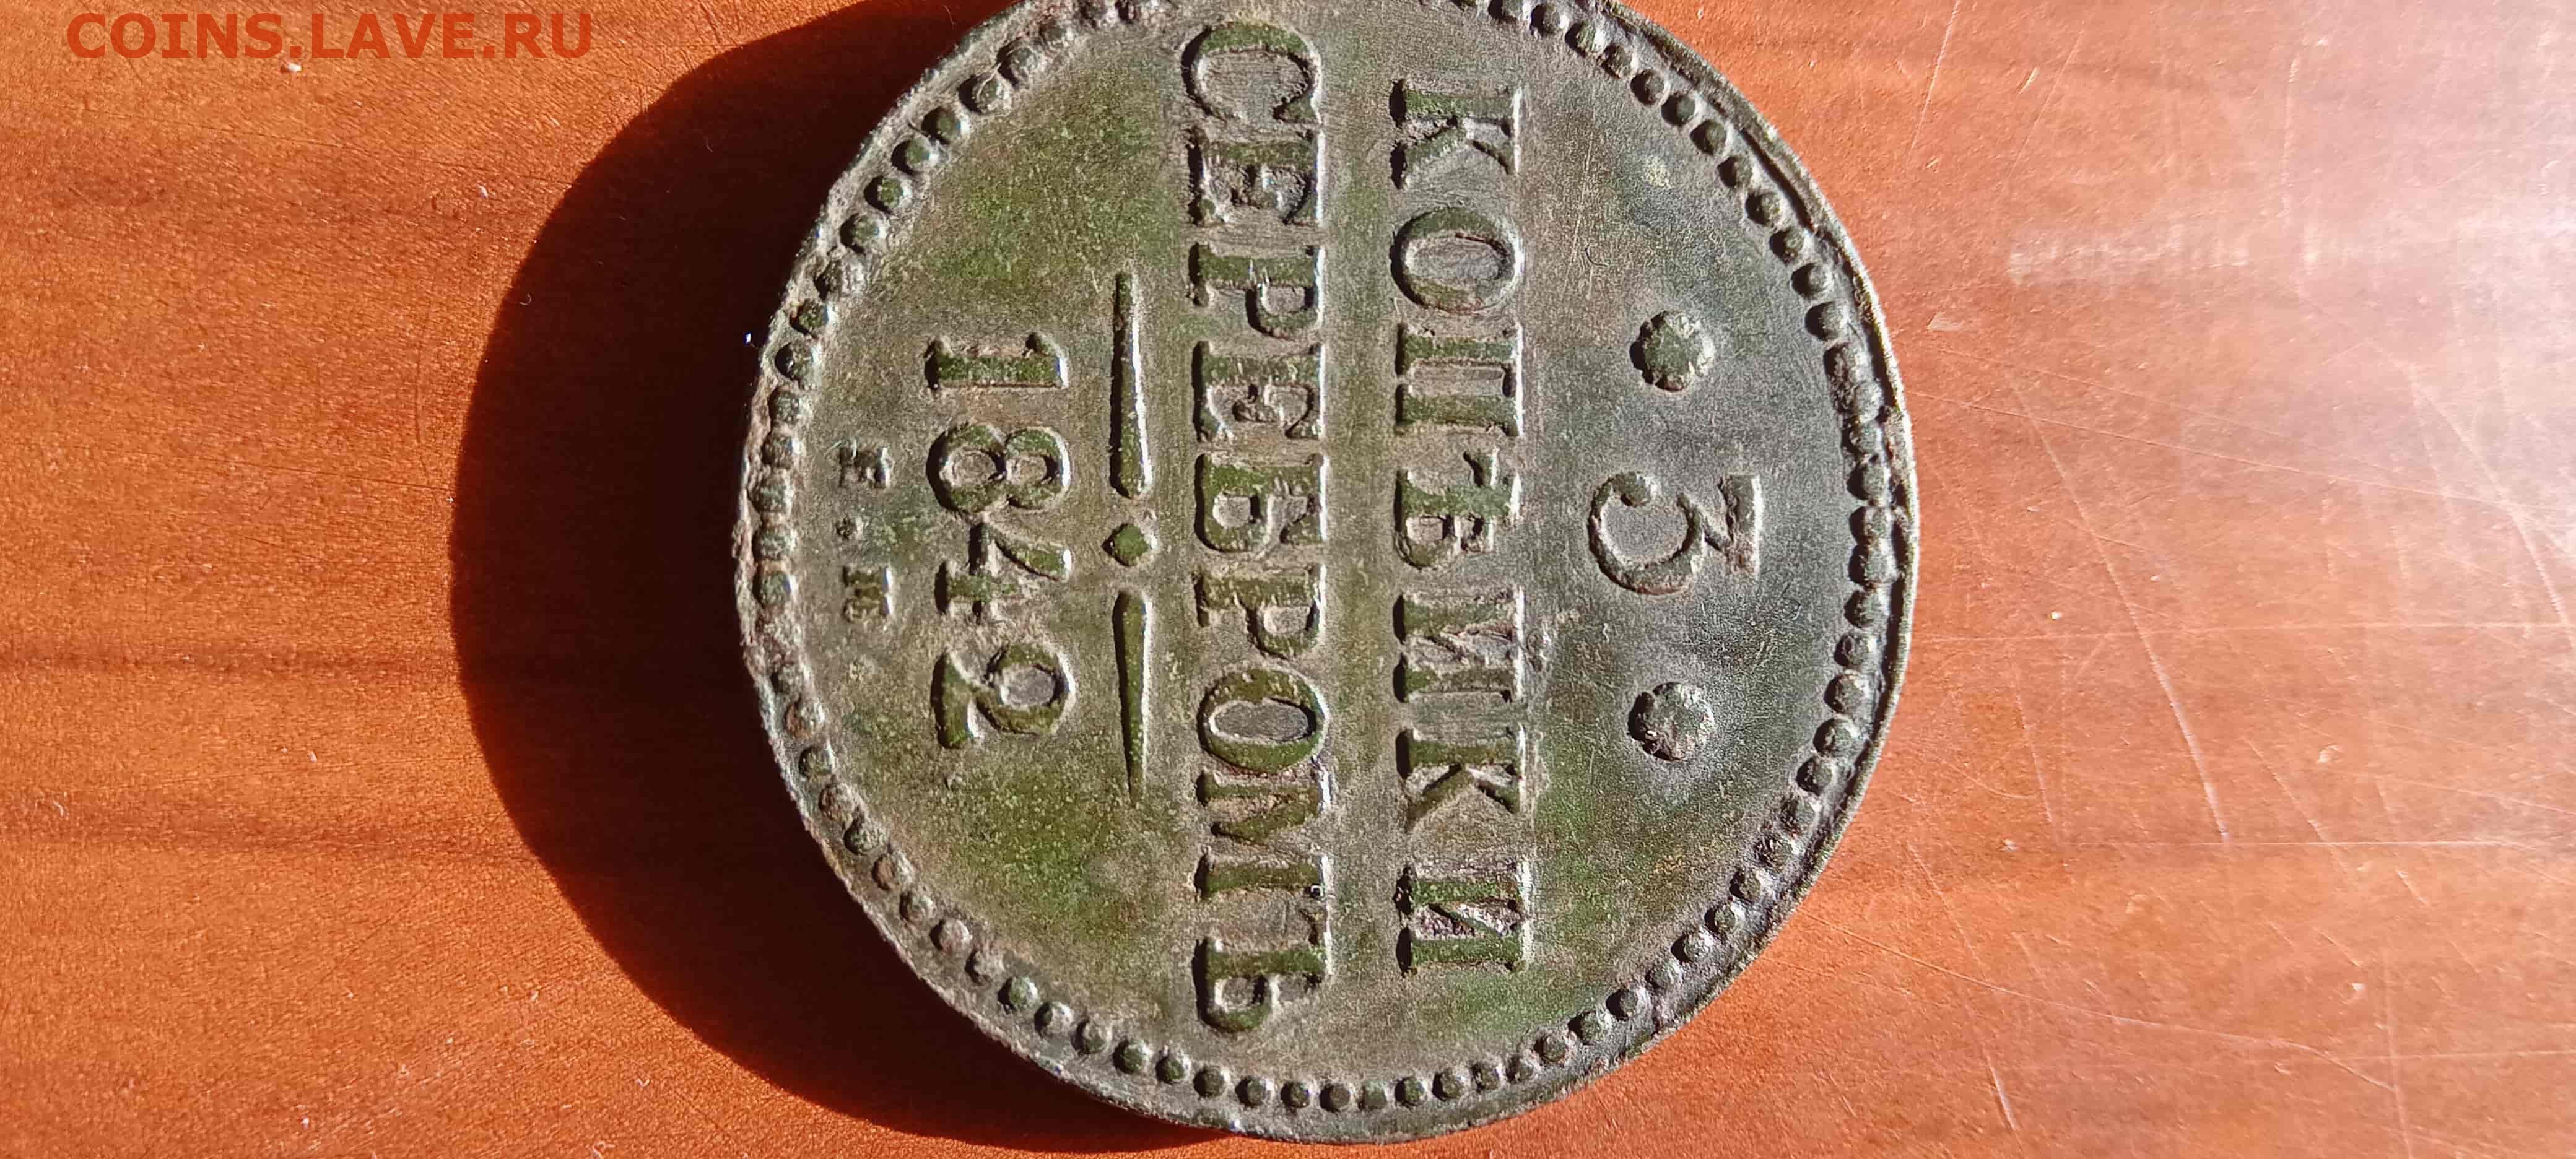 COINS.LAVE.RU
3
КОПѢЙКИ
СЕРЕБРОМЪ
1842
Е.М